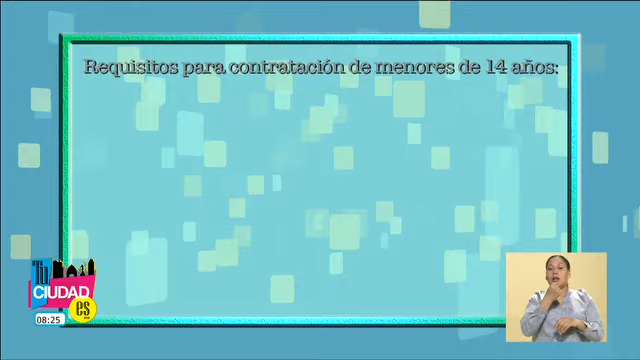 Requisitos para contratación de menores de 14 años:
Tu
CIUDAD
es
08:25